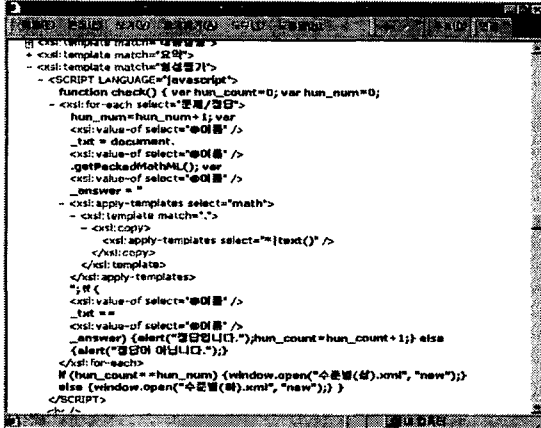 + <xsl:template match="요약">
- <xsl:template match="형성평가">
- <SCRIPT LANGUAGE="javascript">
function check() { var hun_count=0; var hun_num=0;
- <xsl:for-each select="문제/정답">
hun_num=hun_num+1; var
<xsl:value-of select="@이름" />
_txt = document.
<xsl:value-of select="@이름" />
.getPackedMathML(); var
<xsl:value-of select="@이름" />
_answer = "
- <xsl:apply-templates select="math">
- <xsl:template match=".">
- <xsl:copy>
<xsl:apply-templates select="*|text()" />
</xsl:copy>
</xsl:template>
</xsl:apply-templates>
"; if (
<xsl:value-of select="@이름" />
_txt ==
<xsl:value-of select="@이름" />
_answer) {alert("정답입니다.");hun_count=hun_count+1;} else
{alert("정답이 아닙니다.");}
</xsl:for-each>
if (hun_count==hun_num) {window.open("수준별(상).xml", "new");}
else {window.open("수준별(하).xml", "new");} }
</SCRIPT>